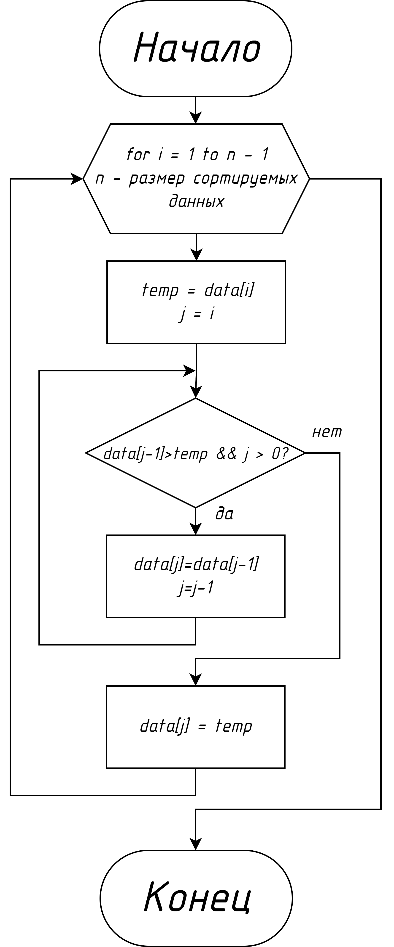 Начало
for i = 1 to n - 1
n - размер сортируемых
данных
temp = data[i]
j = i
data[j-1]>temp && j > 0?
нет
да
data[j]=data[j-1]
j=j-1
data[j] = temp
Конец